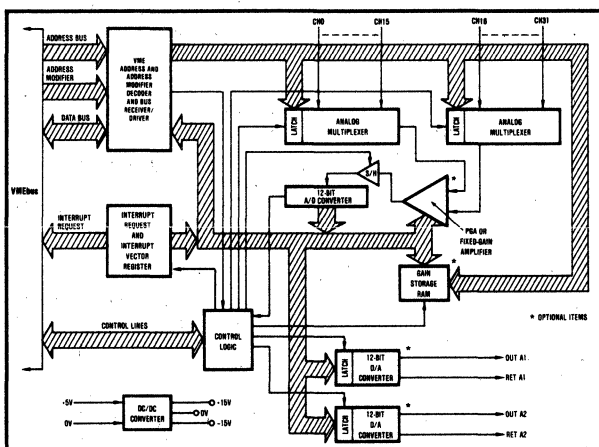 ADDRESS BUS
ADDRESS
MODIFIER
DATA BUS
VMEbus
INTERRUPT
REQUEST
CONTROL LINES
VME
ADDRESS AND
ADDRESS
MODIFIER
DECODER
AND BUS
RECEIVER/
DRIVER
INTERRUPT
REQUEST
AND
INTERRUPT
VECTOR
REGISTER
CONTROL
LOGIC
CH0
CH15
CH16
CH31
LATCH
ANALOG
MULTIPLEXER
LATCH
ANALOG
MULTIPLEXER
S/H
*
12-BIT
A/D CONVERTER
PGA OR
FIXED-GAIN
AMPLIFIER
*
GAIN
STORAGE
RAM
* OPTIONAL ITEMS
LATCH
12-BIT
D/A
CONVERTER
*
OUT A1
RET A1
LATCH
12-BIT
D/A
CONVERTER
*
OUT A2
RET A2
+5V
0V
DC/DC
CONVERTER
+15V
0V
-15V